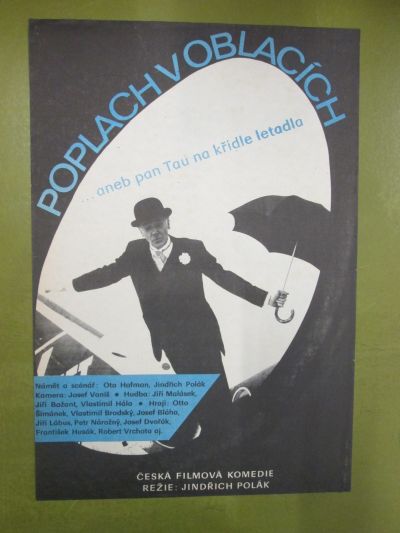 POPLACH V OBLACÍCH
...aneb pan Tau na křídle letadla
Námět a scénář: Ota Hofman, Jindřich Polák
Kamera: Josef Vaniš ● Hudba: Jiří Malásek,
Jiří Bažant, Vlastimil Hála ● Hrají: Otto
Šimánek, Vlastimil Brodský, Josef Bláha,
Jiří Lábus, Petr Nárožný, Josef Dvořák,
František Husák, Robert Vrchota aj.
ČESKÁ FILMOVÁ KOMEDIE
REŽIE: JINDŘICH POLÁK